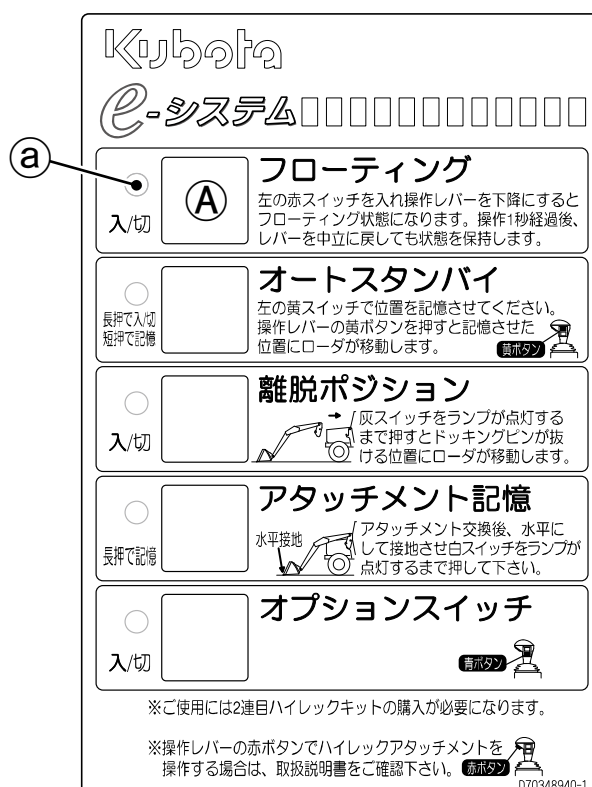 Kubota
e-システム
ⓐ
Ⓐ
入/切
フローティング
左の赤スイッチを入れ操作レバーを下降にすると
フローティング状態になります。操作1秒経過後、
レバーを中立に戻しても状態を保持します。
長押で入/切
短押で記憶
オートスタンバイ
左の黄スイッチで位置を記憶させてください。
操作レバーの黄ボタンを押すと記憶させた
位置にローダが移動します。
黄ボタン
入/切
離脱ポジション
灰スイッチをランプが点灯する
まで押すとドッキングピンが抜
ける位置にローダが移動します。
長押で記憶
アタッチメント記憶
水平接地
アタッチメント交換後、水平に
して接地させ白スイッチをランプが
点灯するまで押して下さい。
入/切
オプションスイッチ
青ボタン
※ご使用には2連目ハイレックキットの購入が必要になります。
※操作レバーの赤ボタンでハイレックアタッチメントを
操作する場合は、取扱説明書をご確認下さい。
赤ボタン
D70348940-1